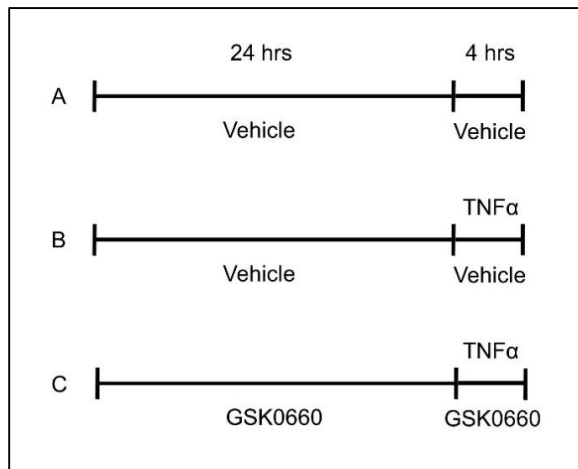 24 hrs 4 hrs
A
Vehicle Vehicle
TNFα
B
Vehicle Vehicle
TNFα
C
GSK0660 GSK0660